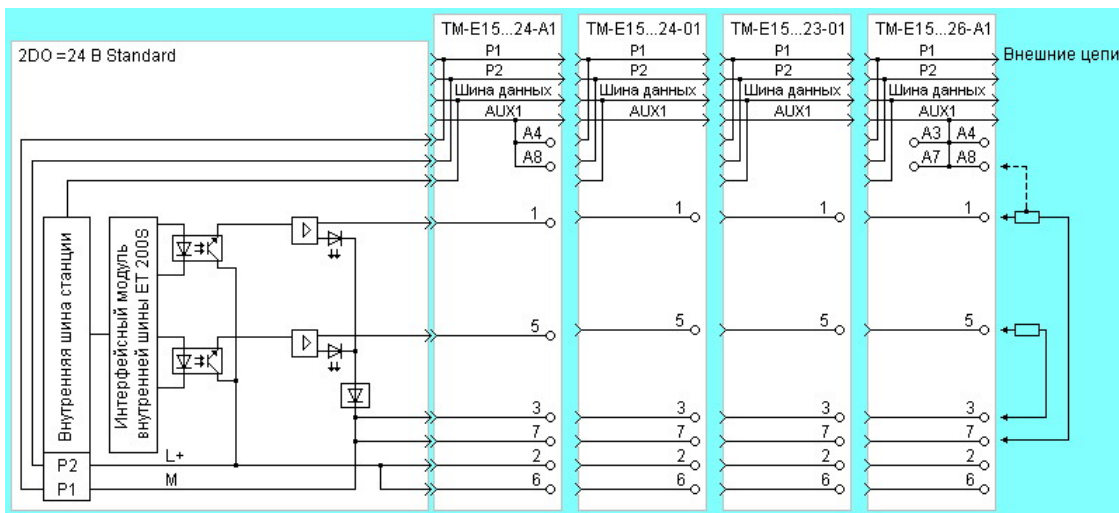 TM-E15...24-A1 TM-E15...24-01 TM-E15...23-01 TM-E15...26-A1
2DO =24 В Standard
P1 P1 P1 P1
Внешние цепи
P2 P2 P2 P2
Шина данных Шина данных Шина данных Шина данных
AUX1 AUX1 AUX1 AUX1
A4 A3 A4
A8 A7 A8
1 1 1 1
Внутренняя шина станции
Интерфейсный модуль
внутренней шины ET 200S
5 5 5 5
3 3 3 3
7 7 7 7
P2 L+ 2 2 2 2
P1 M 6 6 6 6